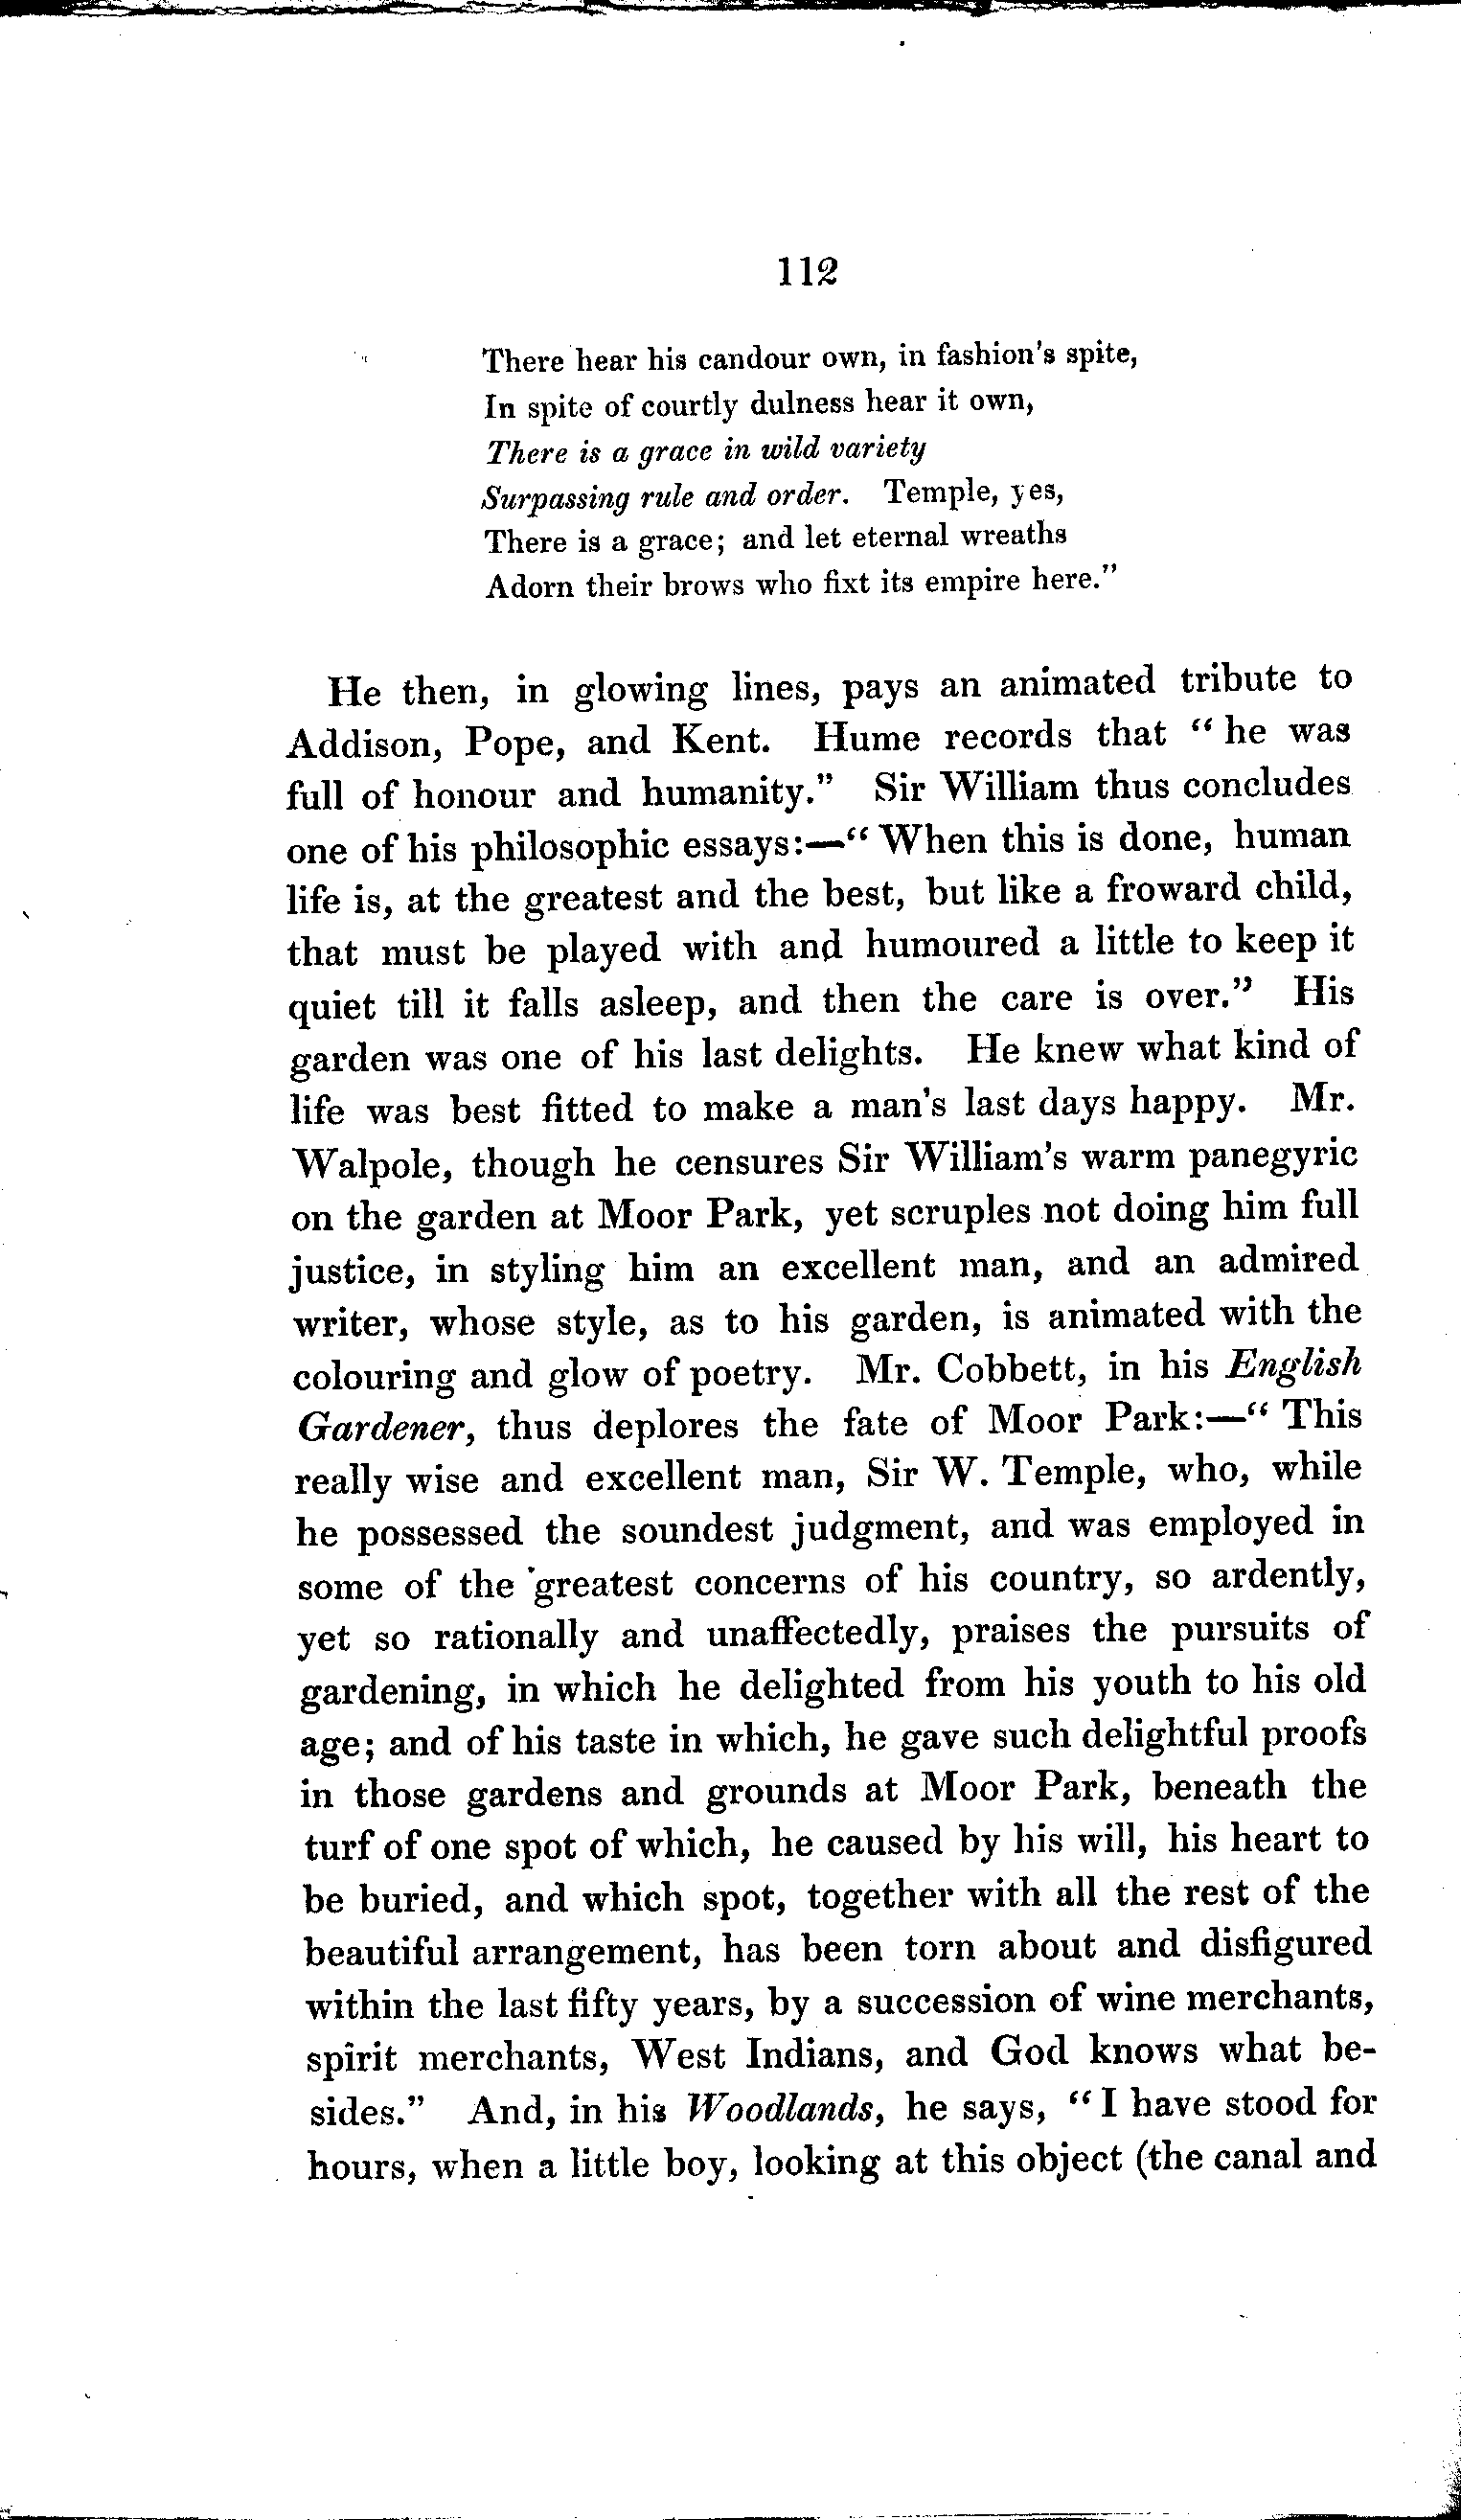 112
There hear his candour own, in fashion's spite,
In spite of courtly dulness hear it own,
There is a grace in wild variety
Surpassing rule and order. Temple, yes,
There is a grace; and let eternal wreaths
Adorn their brows who fixt its empire here."
He then, in glowing lines, pays an animated tribute to
Addison, Pope, and Kent. Hume records that "he was
full of honour and humanity." Sir William thus concludes
one of his philosophic essays:—"When this is done, human
life is, at the greatest and the best, but like a froward child,
that must be played with and humoured a little to keep it
quiet till it falls asleep, and then the care is over." His
garden was one of his last delights. He knew what kind of
life was best fitted to make a man's last days happy. Mr.
Walpole, though he censures Sir William's warm panegyric
on the garden at Moor Park, yet scruples not doing him full
justice, in styling him an excellent man, and an admired
writer, whose style, as to his garden, is animated with the
colouring and glow of poetry. Mr. Cobbett, in his English
Gardener, thus deplores the fate of Moor Park:—"This
really wise and excellent man, Sir W. Temple, who, while
he possessed the soundest judgment, and was employed in
some of the greatest concerns of his country, so ardently,
yet so rationally and unaffectedly, praises the pursuits of
gardening, in which he delighted from his youth to his old
age; and of his taste in which, he gave such delightful proofs
in those gardens and grounds at Moor Park, beneath the
turf of one spot of which, he caused by his will, his heart to
be buried, and which spot, together with all the rest of the
beautiful arrangement, has been torn about and disfigured
within the last fifty years, by a succession of wine merchants,
spirit merchants, West Indians, and God knows what be-
sides." And, in his Woodlands, he says, "I have stood for
hours, when a little boy, looking at this object (the canal and